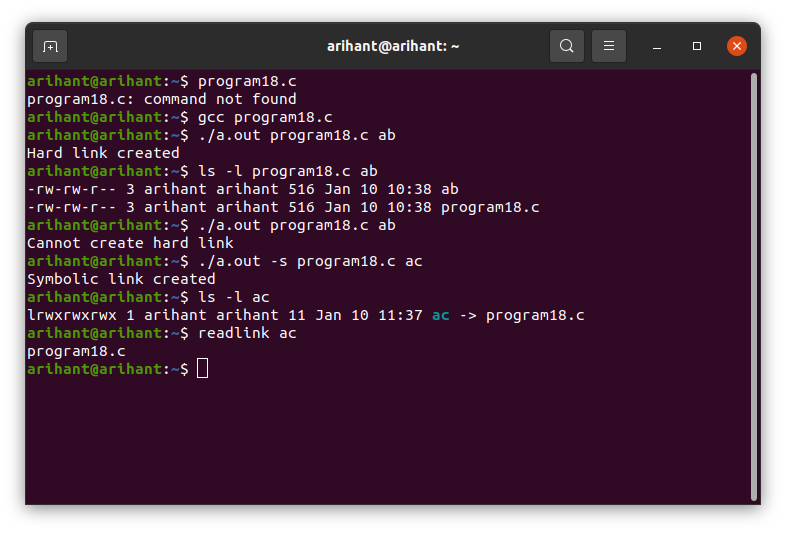 arihant@arihant: ~
arihant@arihant:~$ program18.c
program18.c: command not found
arihant@arihant:~$ gcc program18.c
arihant@arihant:~$ ./a.out program18.c ab
Hard link created
arihant@arihant:~$ ls -l program18.c ab
-rw-rw-r-- 3 arihant arihant 516 Jan 10 10:38 ab
-rw-rw-r-- 3 arihant arihant 516 Jan 10 10:38 program18.c
arihant@arihant:~$ ./a.out program18.c ab
Cannot create hard link
arihant@arihant:~$ ./a.out -s program18.c ac
Symbolic link created
arihant@arihant:~$ ls -l ac
lrwxrwxrwx 1 arihant arihant 11 Jan 10 11:37 ac -> program18.c
arihant@arihant:~$ readlink ac
program18.c
arihant@arihant:~$